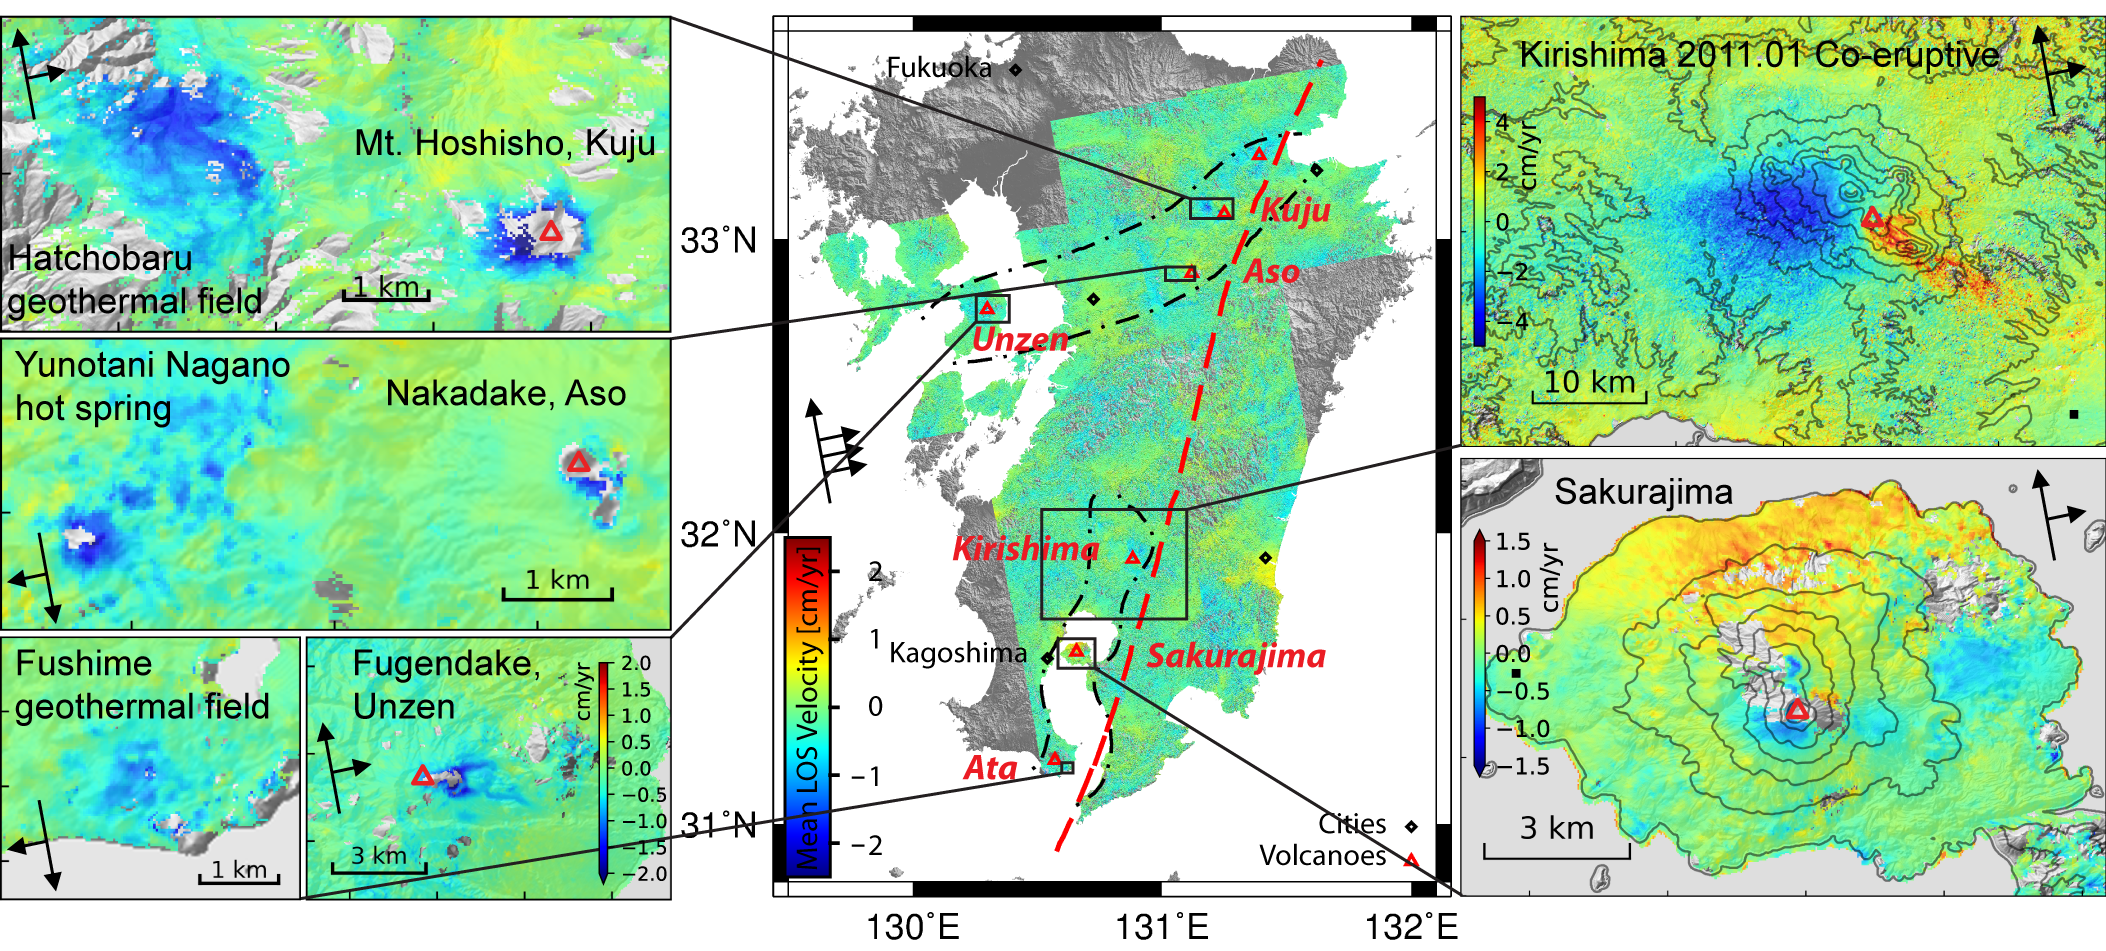 Mt. Hoshisho, Kuju
Hatchobaru
geothermal field
1 km
Yunotani Nagano
hot spring
Nakadake, Aso
1 km
Fushime
geothermal field
1 km
Fugendake,
Unzen
3 km
cm/yr
2.0
1.5
1.0
0.5
0.0
−0.5
−1.0
−1.5
−2.0
Fukuoka
Kuju
Aso
Unzen
Kirishima
Kagoshima
Sakurajima
Ata
Cities
Volcanoes
33˚N
32˚N
31˚N
130˚E
131˚E
132˚E
Mean LOS Velocity [cm/yr]
2
1
0
−1
−2
Kirishima 2011.01 Co-eruptive
4
2
0
−2
−4
cm/yr
10 km
Sakurajima
1.5
1.0
0.5
0.0
−0.5
−1.0
−1.5
cm/yr
3 km